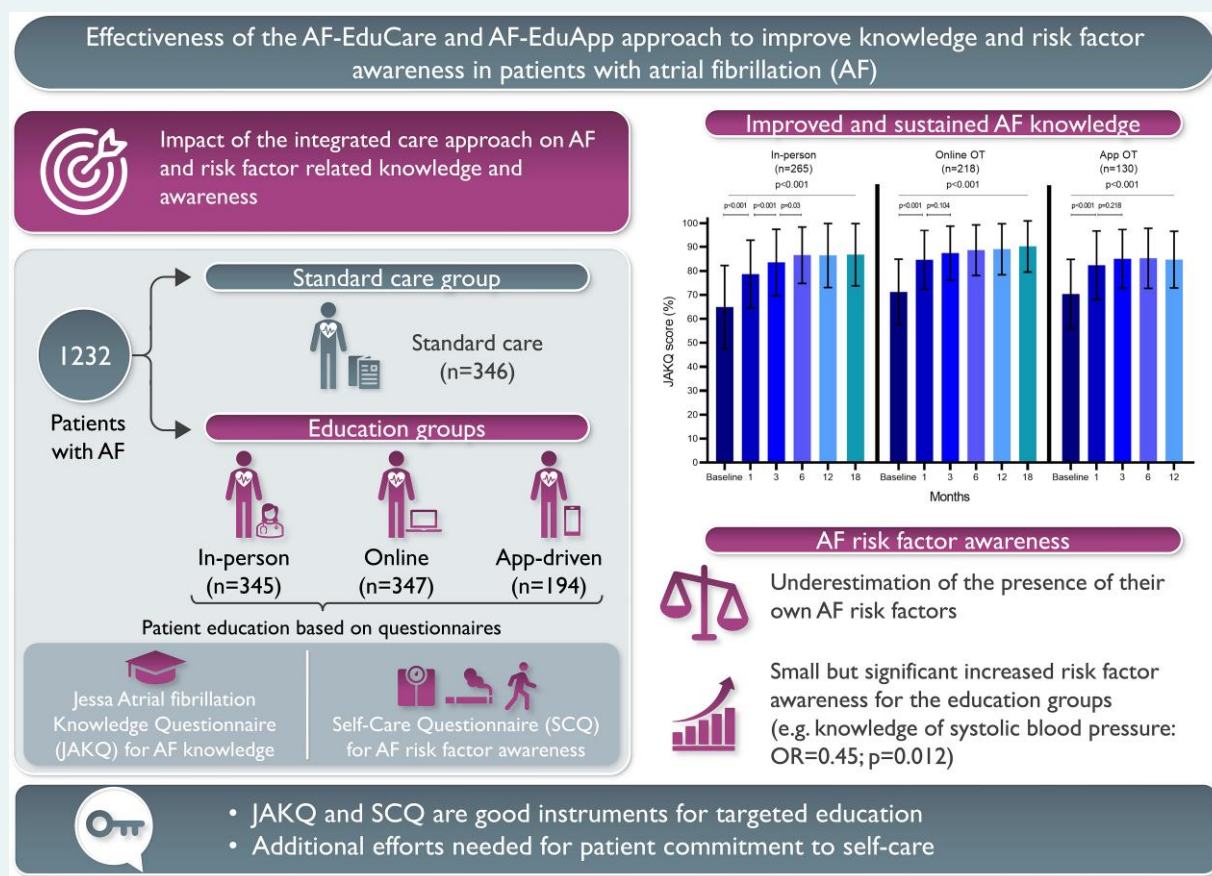 Effectiveness of the AF-EduCare and AF-EduApp approach to improve knowledge and risk factor
awareness in patients with atrial fibrillation (AF)
Impact of the integrated care approach on AF
and risk factor related knowledge and
awareness
1232
Patients
with AF
Standard care group
Standard care
(n=346)
Education groups
In-person
(n=345)
Online
(n=347)
App-driven
(n=194)
Patient education based on questionnaires
Jessa Atrial fibrillation
Knowledge Questionnaire
(JAKQ) for AF knowledge
Self-Care Questionnaire (SCQ)
for AF risk factor awareness
Improved and sustained AF knowledge
In-person
(n=265)
p<0.001
p<0.001 p<0.001 p=0.03
Online OT
(n=218)
p<0.001
p<0.001 p=0.104
App OT
(n=130)
p<0.001
p<0.001 p=0.218
JAKQ score (%)
100
90
80
70
60
50
40
30
20
10
0
Baseline 1 3 6 12 18
Baseline 1 3 6 12 18
Baseline 1 3 6 12
Months
AF risk factor awareness
Underestimation of the presence of their
own AF risk factors
Small but significant increased risk factor
awareness for the education groups
(e.g. knowledge of systolic blood pressure:
OR=0.45; p=0.012)
• JAKQ and SCQ are good instruments for targeted education
• Additional efforts needed for patient commitment to self-care